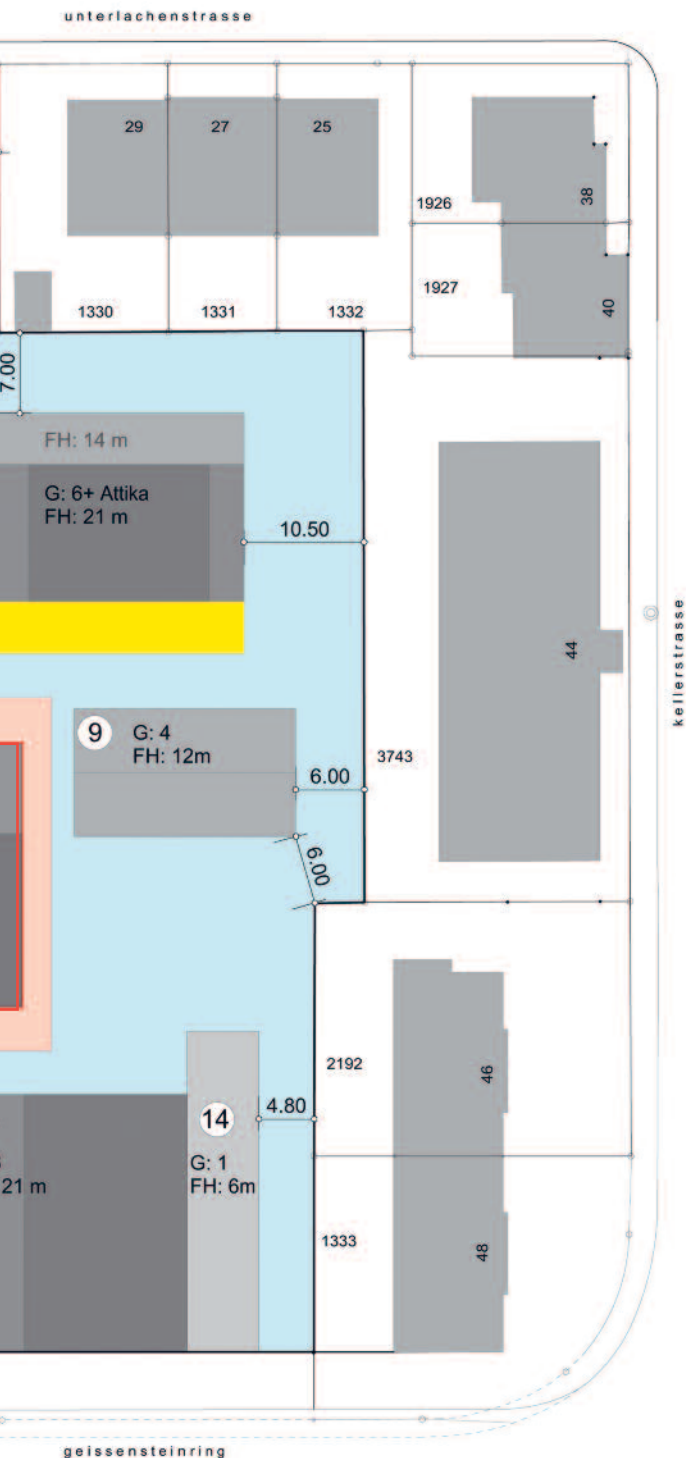 unterlachenstrasse
29
27
25
38
1926
1927
40
1330
1331
1332
7.00
FH: 14 m
G: 6+ Attika
FH: 21 m
10.50
44
kellerstrasse
9
G: 4
FH: 12m
3743
6.00
6.00
2192
46
4.80
14
G: 1
FH: 6m
21 m
1333
48
geissensteinring